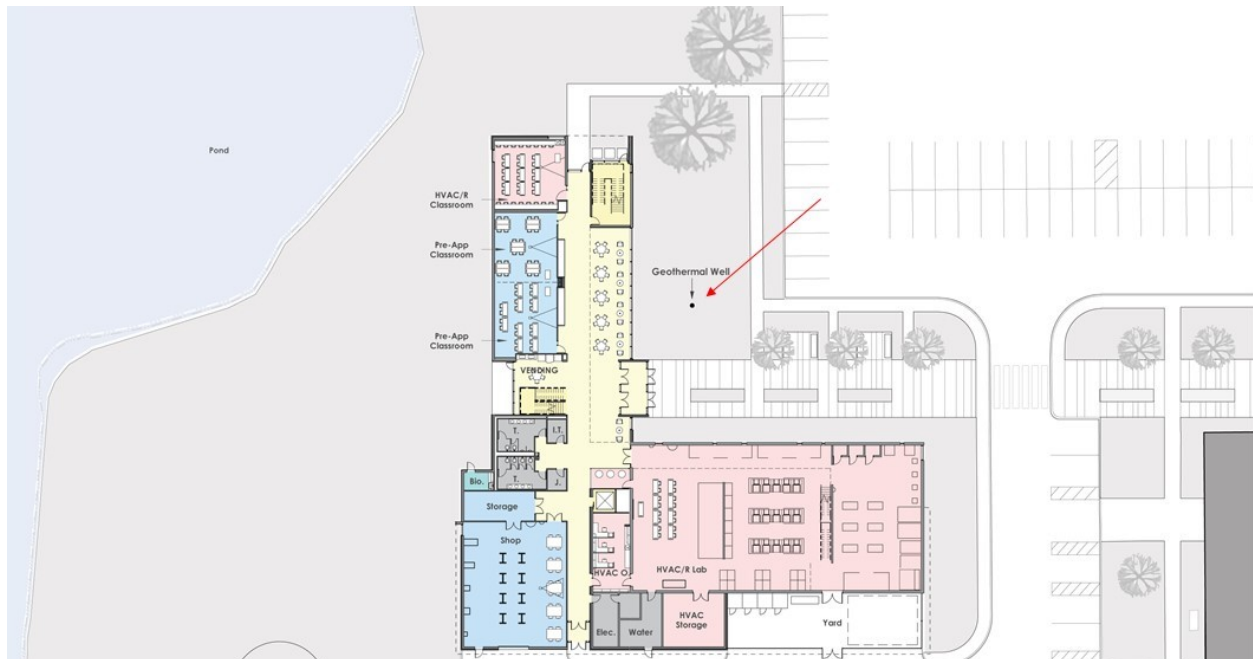 Pond
HVAC/R
Classroom
Pre-App
Classroom
Geothermal Well
Pre-App
Classroom
VENDING
T.
I.T.
T.
J.
Bio.
Storage
Shop
HVAC O.
HVAC/R Lab
Elec.
Water
HVAC
Storage
Yard